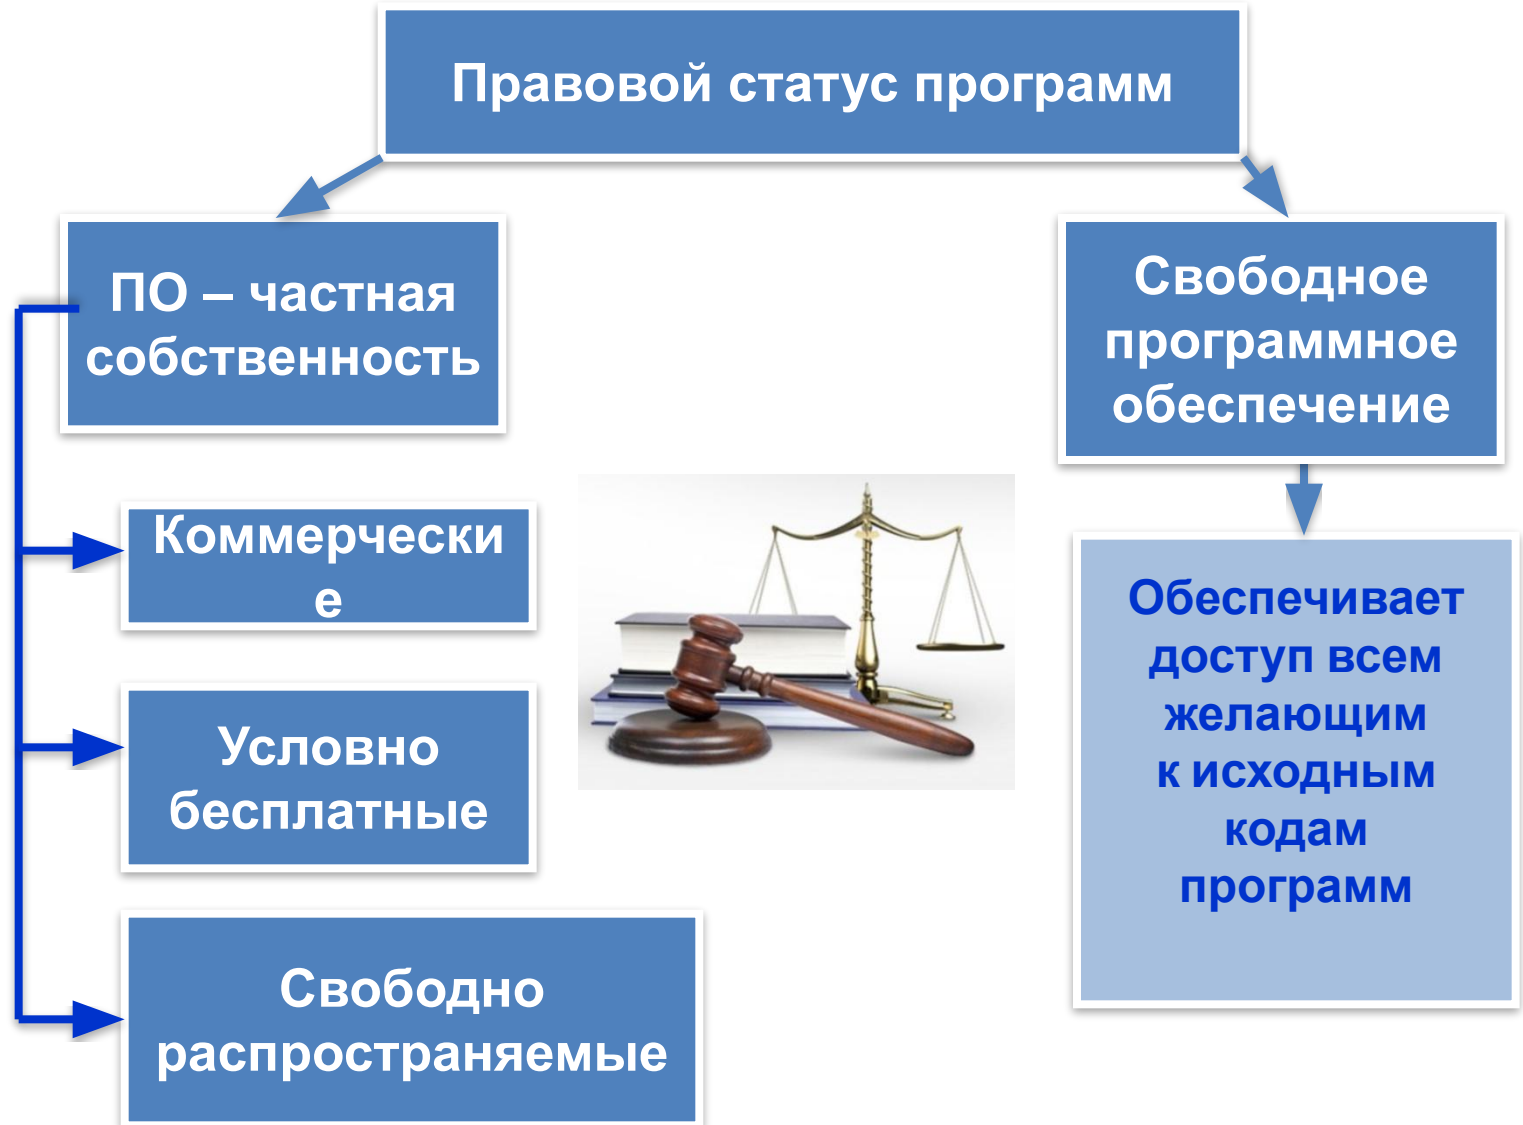 Правовой статус программ
ПО – частная
собственность
Коммерчески
е
Условно
бесплатные
Свободно
распространяемые
Свободное
программное
обеспечение
Обеспечивает
доступ всем
желающим
к исходным
кодам
программ